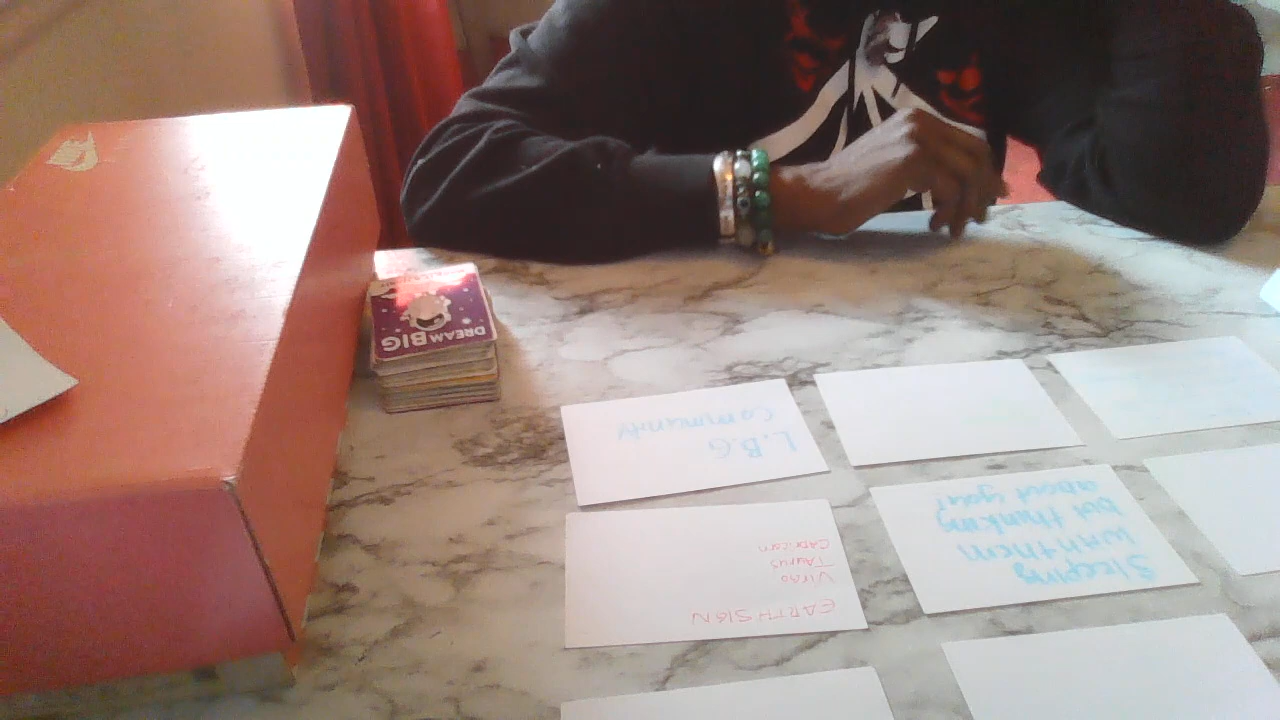 DREAM BIG
L.B.G
Community
EARTH SIGN
Virgo
Taurus
Capricorn
Sleeping
with them
but thinking
about you!